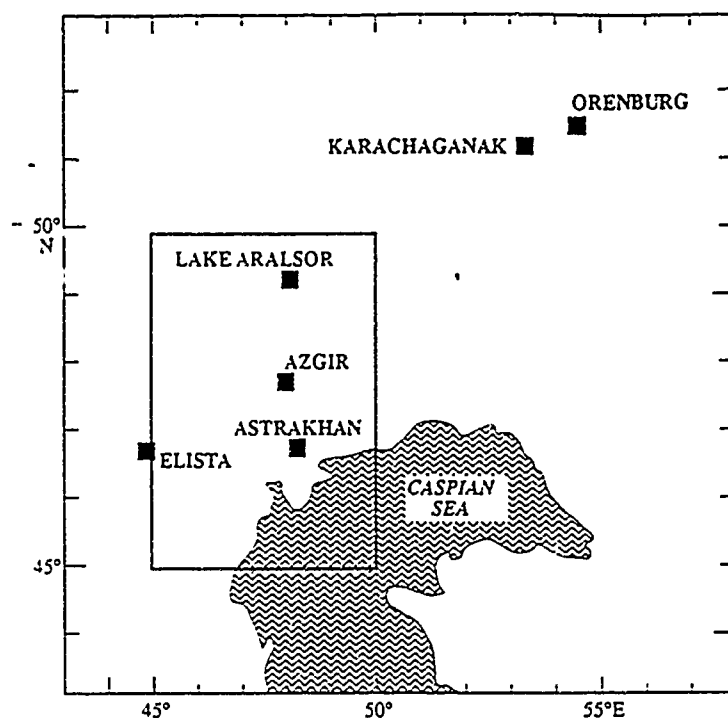 ORENBURG
KARACHAGANAK
50°
N
LAKE ARALSOR
AZGIR
ASTRAKHAN
ELISTA
CASPIAN
SEA
45°
45°
50°
55°E